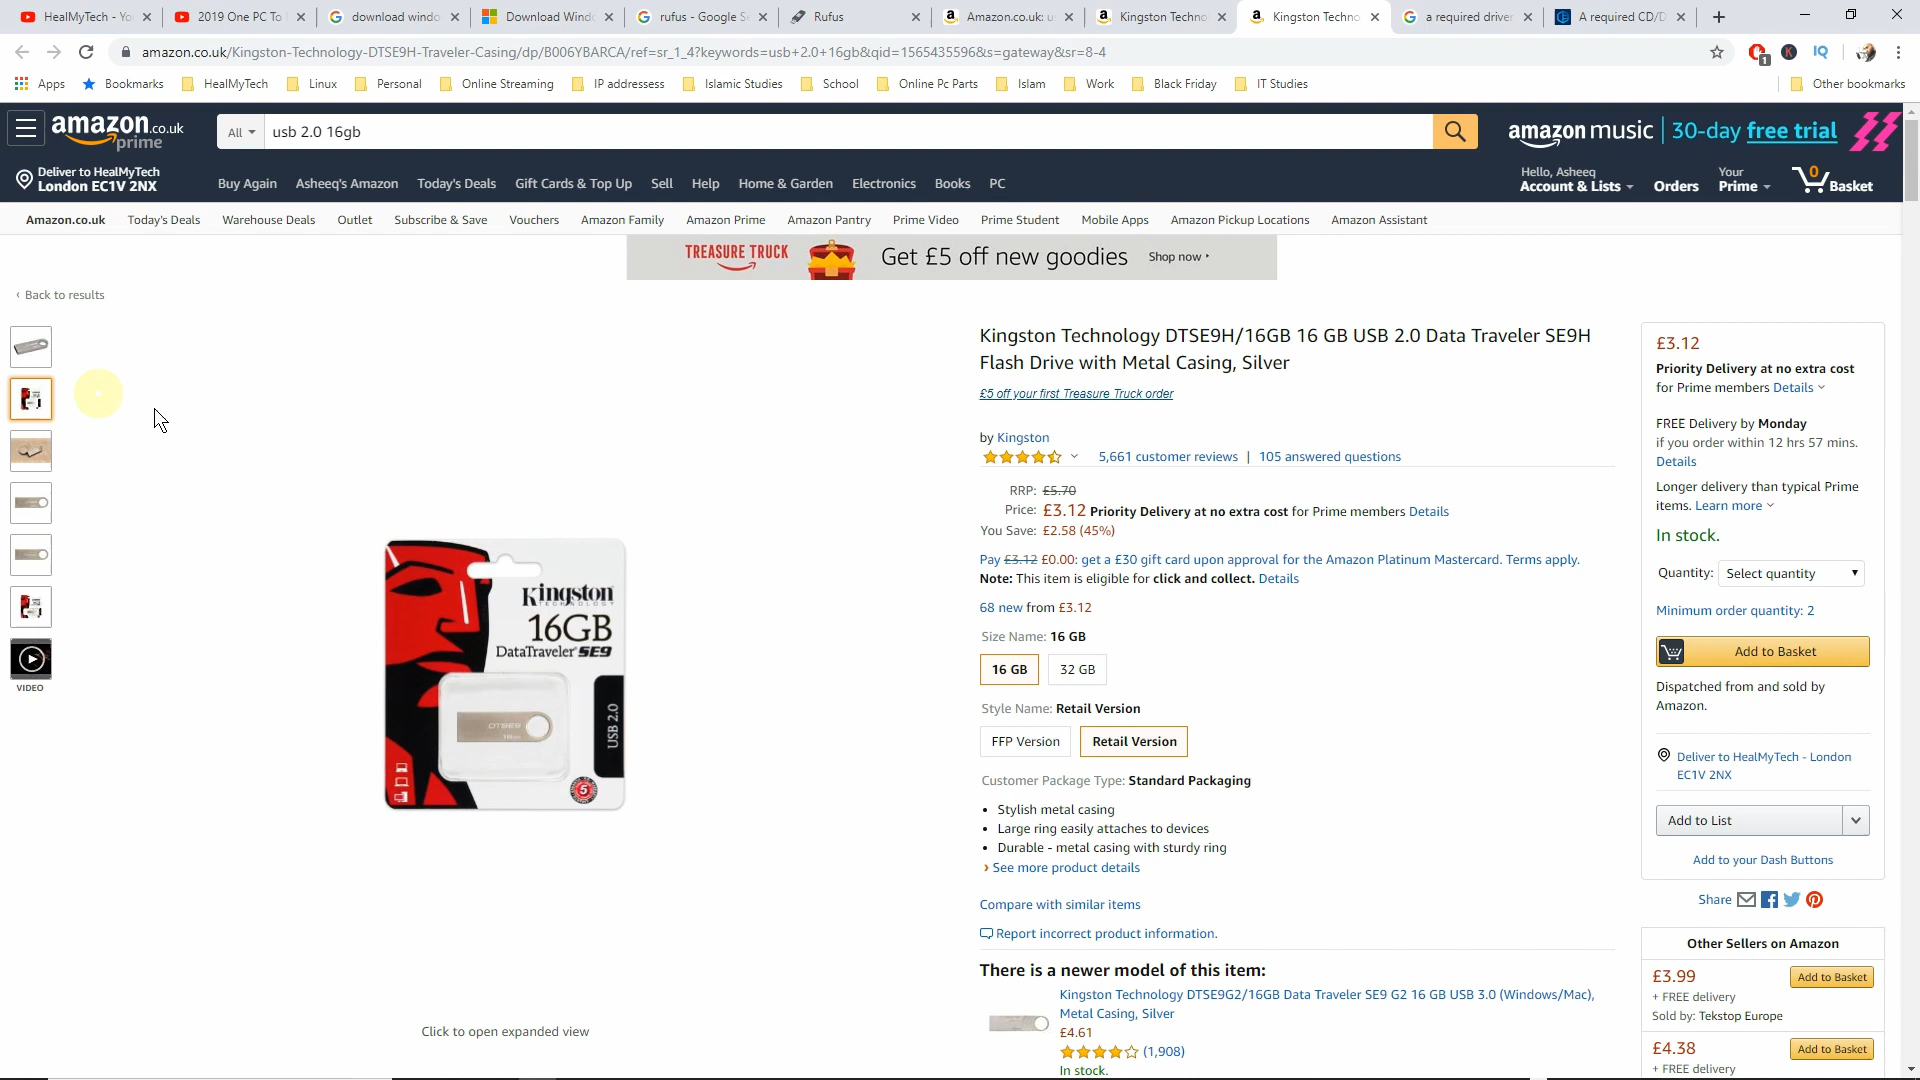 HealMyTech - Yo
2019 One PC To
download windo
Download Wind
rufus - Google Se
Rufus
Amazon.co.uk: u
Kingston Techno
Kingston Techno
a required driver
A required CD/D
amazon.co.uk/Kingston-Technology-DTSE9H-Traveler-Casing/dp/B006YBARCA/ref=sr_1_4?keywords=usb+2.0+16gb&qid=1565435596&s=gateway&sr=8-4
1
K
IQ
Apps
Bookmarks
HealMyTech
Linux
Personal
Online Streaming
IP addressess
Islamic Studies
School
Online Pc Parts
Islam
Work
Black Friday
IT Studies
Other bookmarks
amazon.co.uk
prime
All
usb 2.0 16gb
amazon music | 30-day free trial
Deliver to HealMyTech
London EC1V 2NX
Buy Again
Asheeq's Amazon
Today's Deals
Gift Cards & Top Up
Sell
Help
Home & Garden
Electronics
Books
PC
Hello, Asheeq
Account & Lists
Orders
Your
Prime
0
Basket
Amazon.co.uk
Today's Deals
Warehouse Deals
Outlet
Subscribe & Save
Vouchers
Amazon Family
Amazon Prime
Amazon Pantry
Prime Video
Prime Student
Mobile Apps
Amazon Pickup Locations
Amazon Assistant
TREASURE TRUCK
Get £5 off new goodies
Shop now
‹ Back to results
VIDEO
Kingston
TECHNOLOGY
16GB
DataTraveler SE9
DTSE9
USB 2.0
5
Click to open expanded view
Kingston Technology DTSE9H/16GB 16 GB USB 2.0 Data Traveler SE9H
Flash Drive with Metal Casing, Silver
£5 off your first Treasure Truck order
by Kingston
5,661 customer reviews | 105 answered questions
RRP: £5.70
Price: £3.12 Priority Delivery at no extra cost for Prime members Details
You Save: £2.58 (45%)
Pay £3.12 £0.00: get a £30 gift card upon approval for the Amazon Platinum Mastercard. Terms apply.
Note: This item is eligible for click and collect. Details
68 new from £3.12
Size Name: 16 GB
16 GB
32 GB
Style Name: Retail Version
FFP Version
Retail Version
Customer Package Type: Standard Packaging
• Stylish metal casing
• Large ring easily attaches to devices
• Durable - metal casing with sturdy ring
› See more product details
Compare with similar items
Report incorrect product information.
There is a newer model of this item:
Kingston Technology DTSE9G2/16GB Data Traveler SE9 G2 16 GB USB 3.0 (Windows/Mac),
Metal Casing, Silver
£4.61
(1,908)
In stock.
£3.12
Priority Delivery at no extra cost
for Prime members Details
FREE Delivery by Monday
if you order within 12 hrs 57 mins.
Details
Longer delivery than typical Prime
items. Learn more
In stock.
Quantity: Select quantity
Minimum order quantity: 2
Add to Basket
Dispatched from and sold by
Amazon.
Deliver to HealMyTech - London
EC1V 2NX
Add to List
Add to your Dash Buttons
Share
Other Sellers on Amazon
£3.99
Add to Basket
+ FREE delivery
Sold by: Tekstop Europe
£4.38
Add to Basket
+ FREE delivery